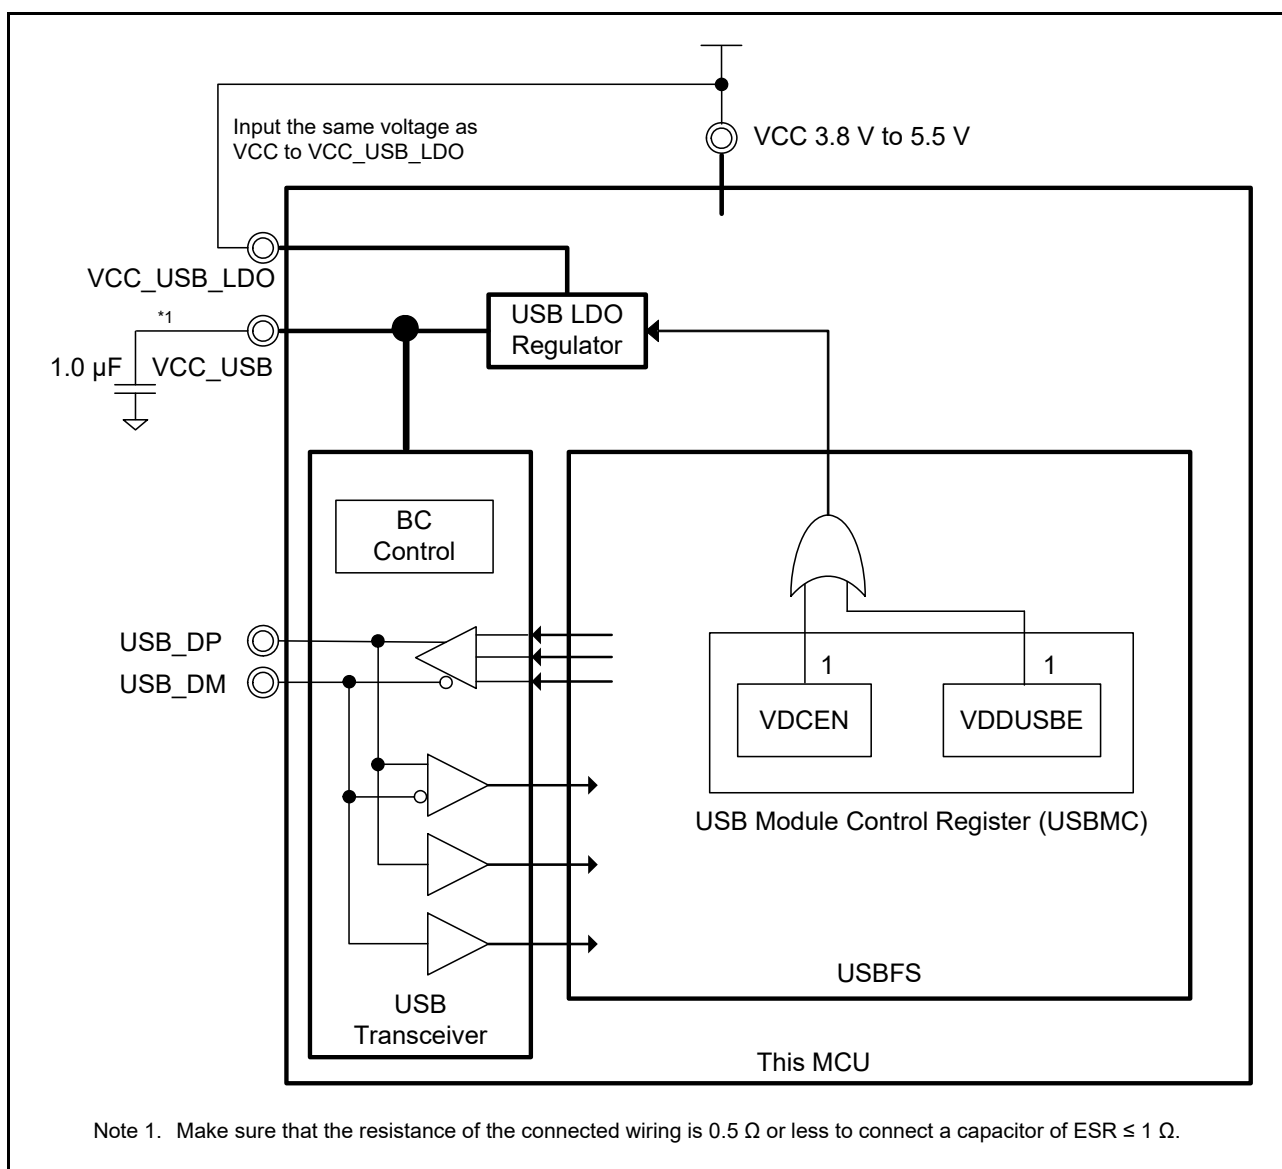 Input the same voltage as
VCC to VCC_USB_LDO
VCC 3.8 V to 5.5 V
VCC_USB_LDO
USB LDO
Regulator
*1
1.0 µF
VCC_USB
BC
Control
USB_DP
USB_DM
1
1
VDCEN
VDDUSBE
USB Module Control Register (USBMC)
USBFS
USB
Transceiver
This MCU
Note 1. Make sure that the resistance of the connected wiring is 0.5 Ω or less to connect a capacitor of ESR ≤ 1 Ω.